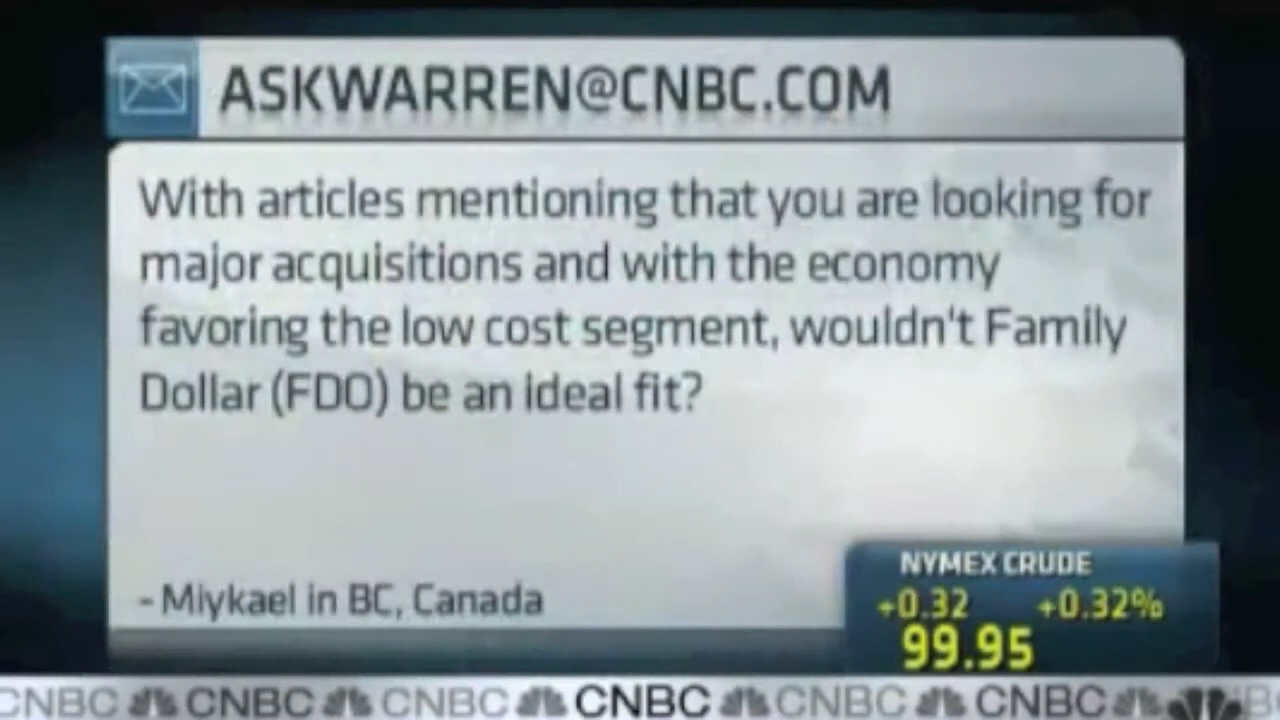 ASKWARREN@CNBC.COM
With articles mentioning that you are looking for
major acquisitions and with the economy
favoring the low cost segment, wouldn't Family
Dollar (FDO) be an ideal fit?
- Miykael in BC, Canada
NYMEX CRUDE
+0.32 +0.32%
99.95
CNBC CNBC CNBC CNBC CNBC CNBC